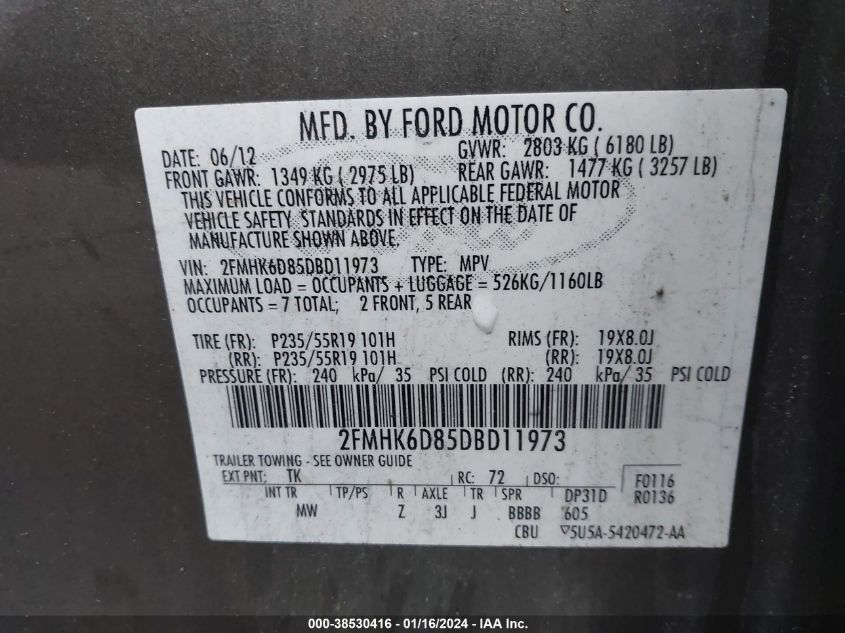 MFD. BY FORD MOTOR CO.
DATE: 06/12 GVWR: 2803 KG ( 6180 LB)
FRONT GAWR: 1349 KG ( 2975 LB) REAR GAWR: 1477 KG ( 3257 LB)
THIS VEHICLE CONFORMS TO ALL APPLICABLE FEDERAL MOTOR
VEHICLE SAFETY STANDARDS IN EFFECT ON THE DATE OF
MANUFACTURE SHOWN ABOVE.
VIN: 2FMHK6D85DBD11973 TYPE: MPV
MAXIMUM LOAD = OCCUPANTS + LUGGAGE = 526KG/1160LB
OCCUPANTS = 7 TOTAL; 2 FRONT, 5 REAR
TIRE (FR): P235/55R19 101H RIMS (FR): 19X8.0J
(RR): P235/55R19 101H (RR): 19X8.0J
PRESSURE (FR): 240 kPa/ 35 PSI COLD (RR): 240 kPa/ 35 PSI COLD
2FMHK6D85DBD11973
TRAILER TOWING - SEE OWNER GUIDE
EXT PNT: TK RC: 72 DSO: F0116
INT TR TP/PS R AXLE TR SPR DP31D R0136
MW Z 3J J BBBB 605
CBU ▽5U5A-5420472-AA
000-38530416 - 01/16/2024 - IAA Inc.